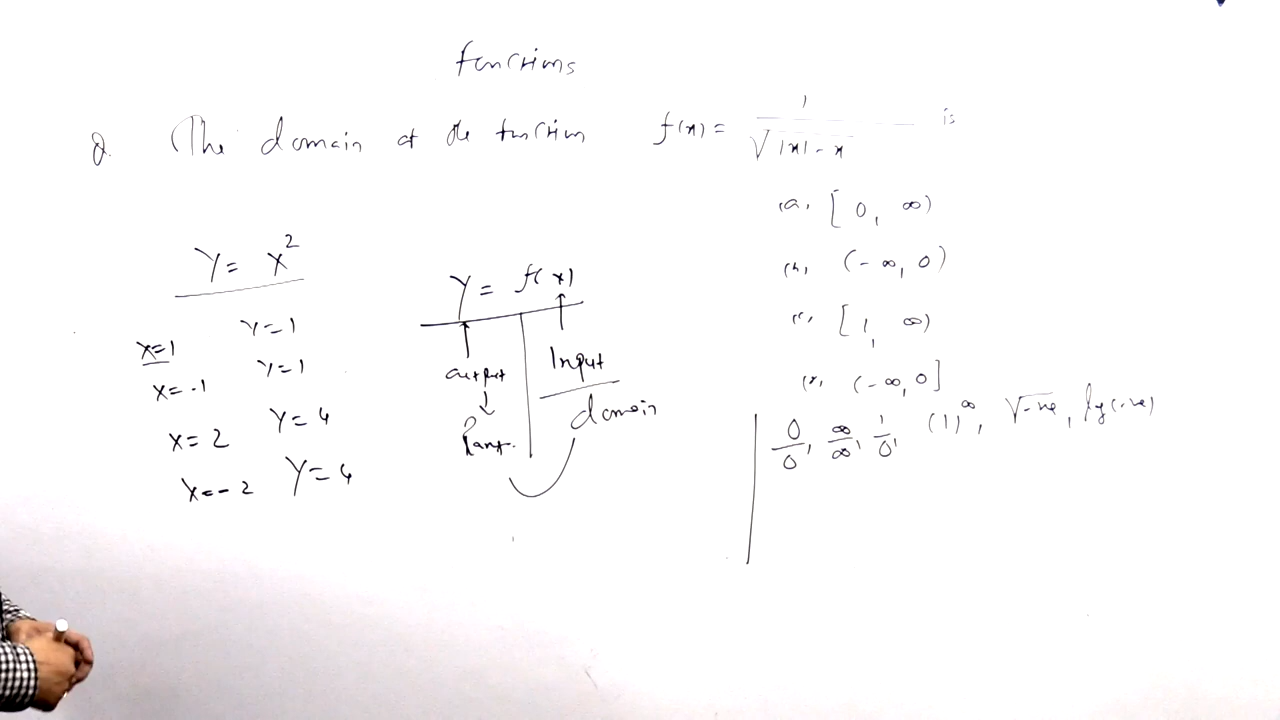 functions
Q. The domain of the function f(x) = 1/√|x| - x is
(a, [0, ∞)
(b, (-∞, 0)
(c, [1, ∞)
(-∞, 0]
Y = x²
x=1 Y=1
x=-1 Y=1
x=2 Y=4
x=-2 Y=4
Y = f(x)
output Input
domain
0/0, ∞/∞, 1/0, (1)^∞, √-ve, log(-ve)